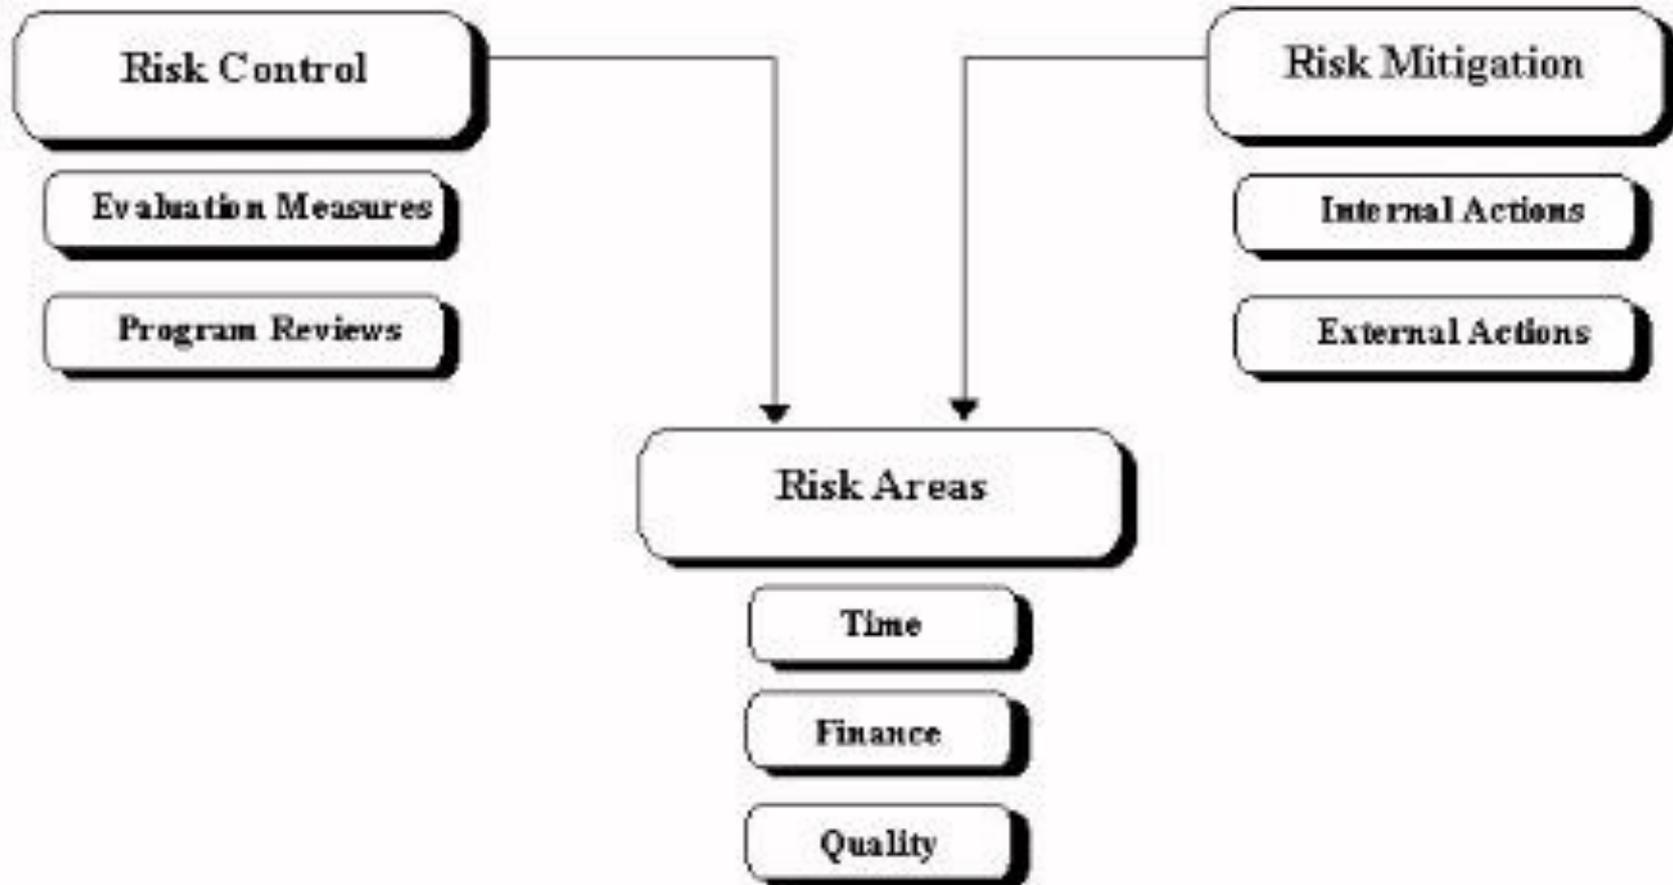 Risk Control
Risk Mitigation
Evaluation Measures
Internal Actions
Program Reviews
External Actions
Risk Areas
Time
Finance
Quality